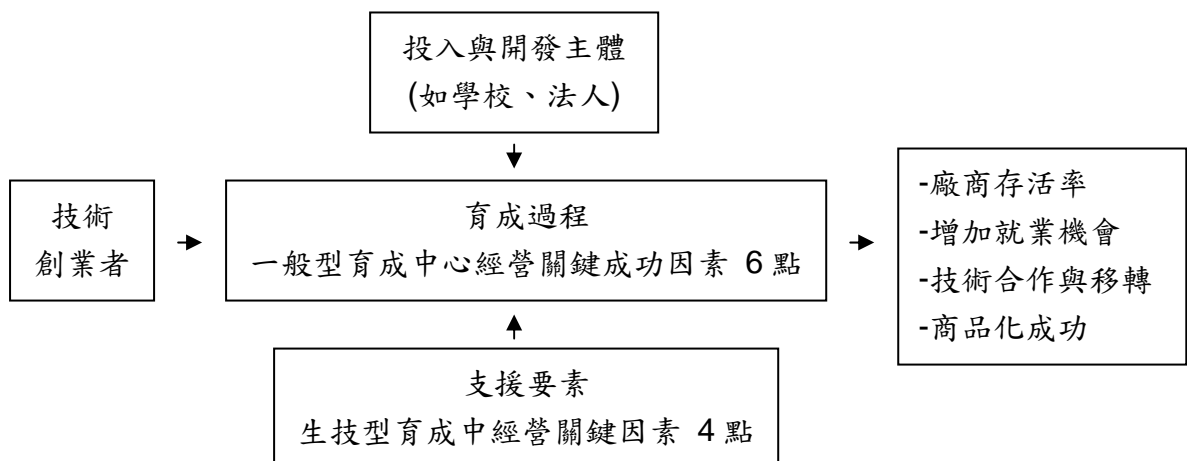 投入與開發主體
(如學校、法人)
技術
創業者
育成過程
一般型育成中心經營關鍵成功因素 6 點
-廠商存活率
-增加就業機會
-技術合作與移轉
-商品化成功
支援要素
生技型育成中經營關鍵因素 4 點